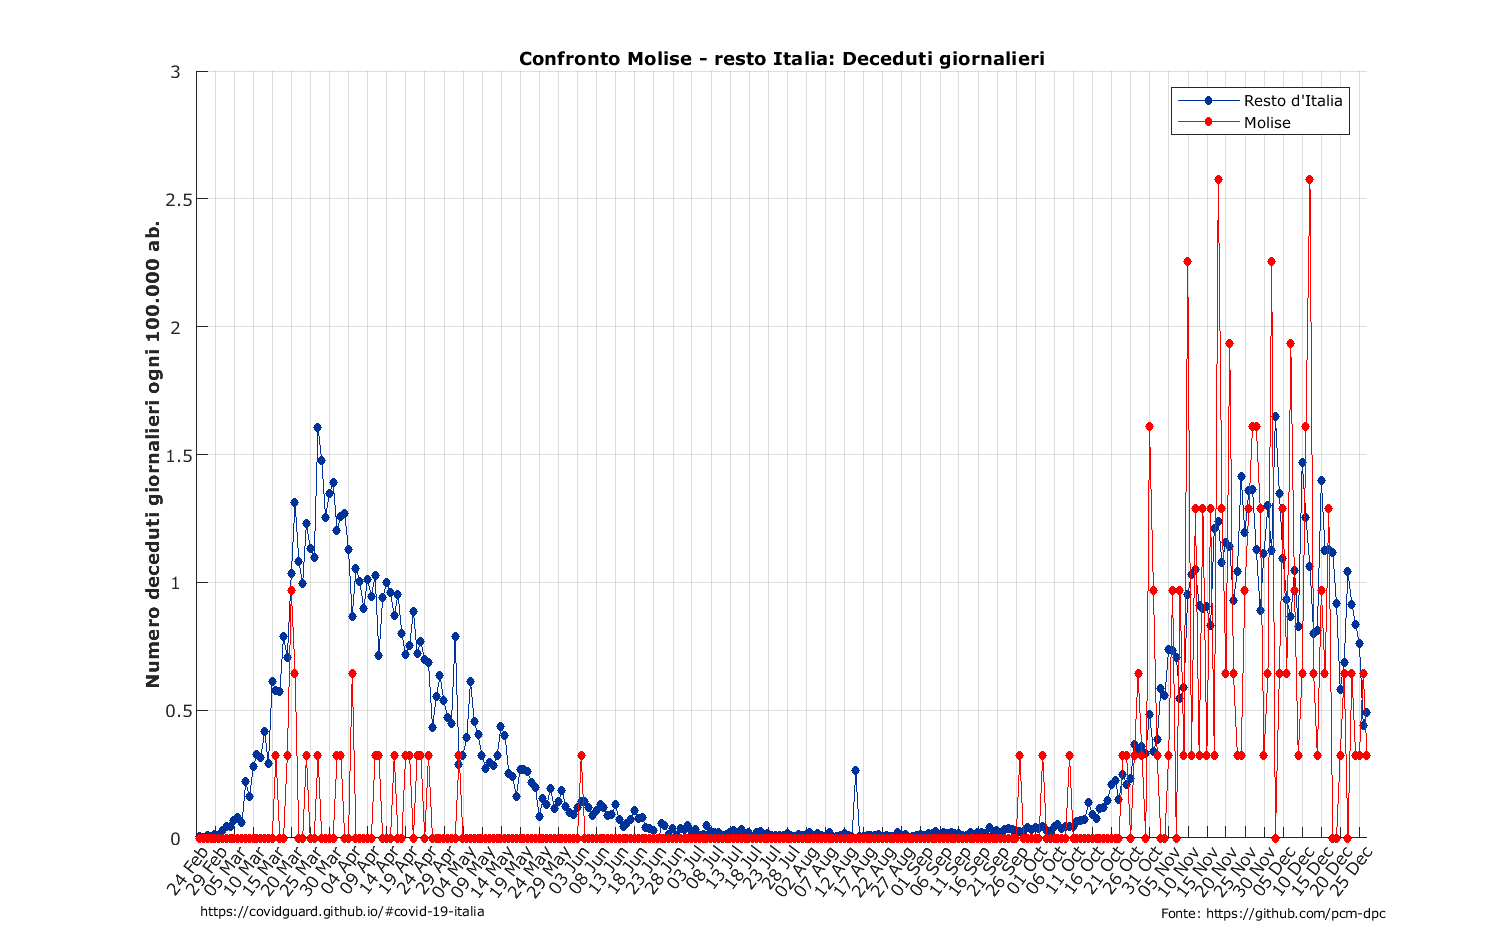 Confronto Molise - resto Italia: Deceduti giornalieri
Resto d'Italia
Molise
Numero deceduti giornalieri ogni 100.000 ab.
3
2.5
2
1.5
1
0.5
0
24 Feb
29 Feb
05 Mar
10 Mar
15 Mar
20 Mar
25 Mar
30 Mar
04 Apr
09 Apr
14 Apr
19 Apr
24 Apr
29 Apr
04 May
09 May
14 May
19 May
24 May
29 May
03 Jun
08 Jun
13 Jun
18 Jun
23 Jun
28 Jun
03 Jul
08 Jul
13 Jul
18 Jul
23 Jul
28 Jul
02 Aug
07 Aug
12 Aug
17 Aug
22 Aug
27 Aug
01 Sep
06 Sep
11 Sep
16 Sep
21 Sep
26 Sep
01 Oct
06 Oct
11 Oct
16 Oct
21 Oct
26 Oct
31 Oct
05 Nov
10 Nov
15 Nov
20 Nov
25 Nov
30 Nov
05 Dec
10 Dec
15 Dec
20 Dec
25 Dec
https://covidguard.github.io/#covid-19-italia
Fonte: https://github.com/pcm-dpc